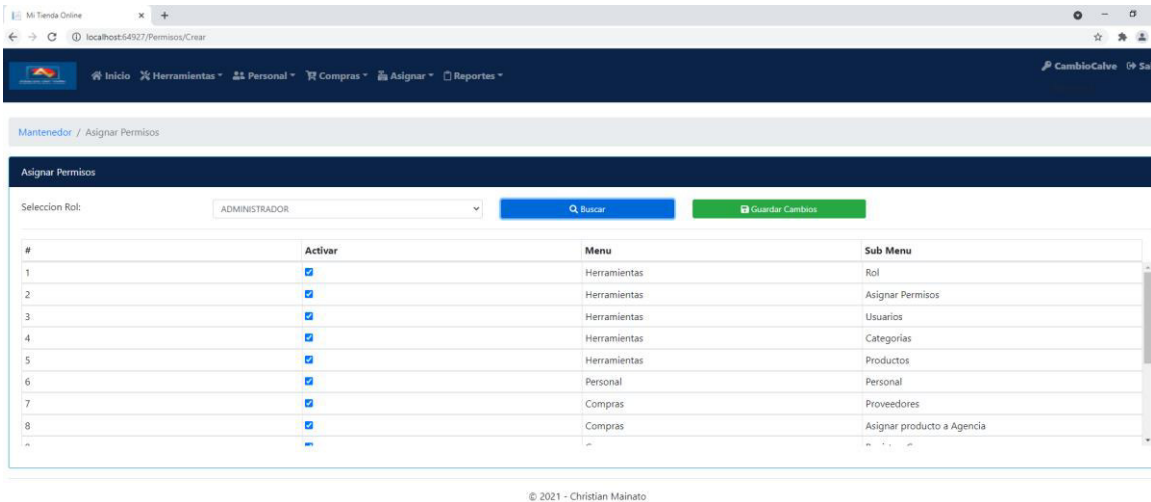 Mi Tienda Online
localhost:64927/Permisos/Crear
Inicio Herramientas Personal Compras Asignar Reportes CambioCalve
Mantenedor / Asignar Permisos
Asignar Permisos
Seleccion Rol: ADMINISTRADOR Buscar Guardar Cambios
# Activar Menu Sub Menu
1 Herramientas Rol
2 Herramientas Asignar Permisos
3 Herramientas Usuarios
4 Herramientas Categorias
5 Herramientas Productos
6 Personal Personal
7 Compras Proveedores
8 Compras Asignar producto a Agencia
© 2021 - Christian Mainato